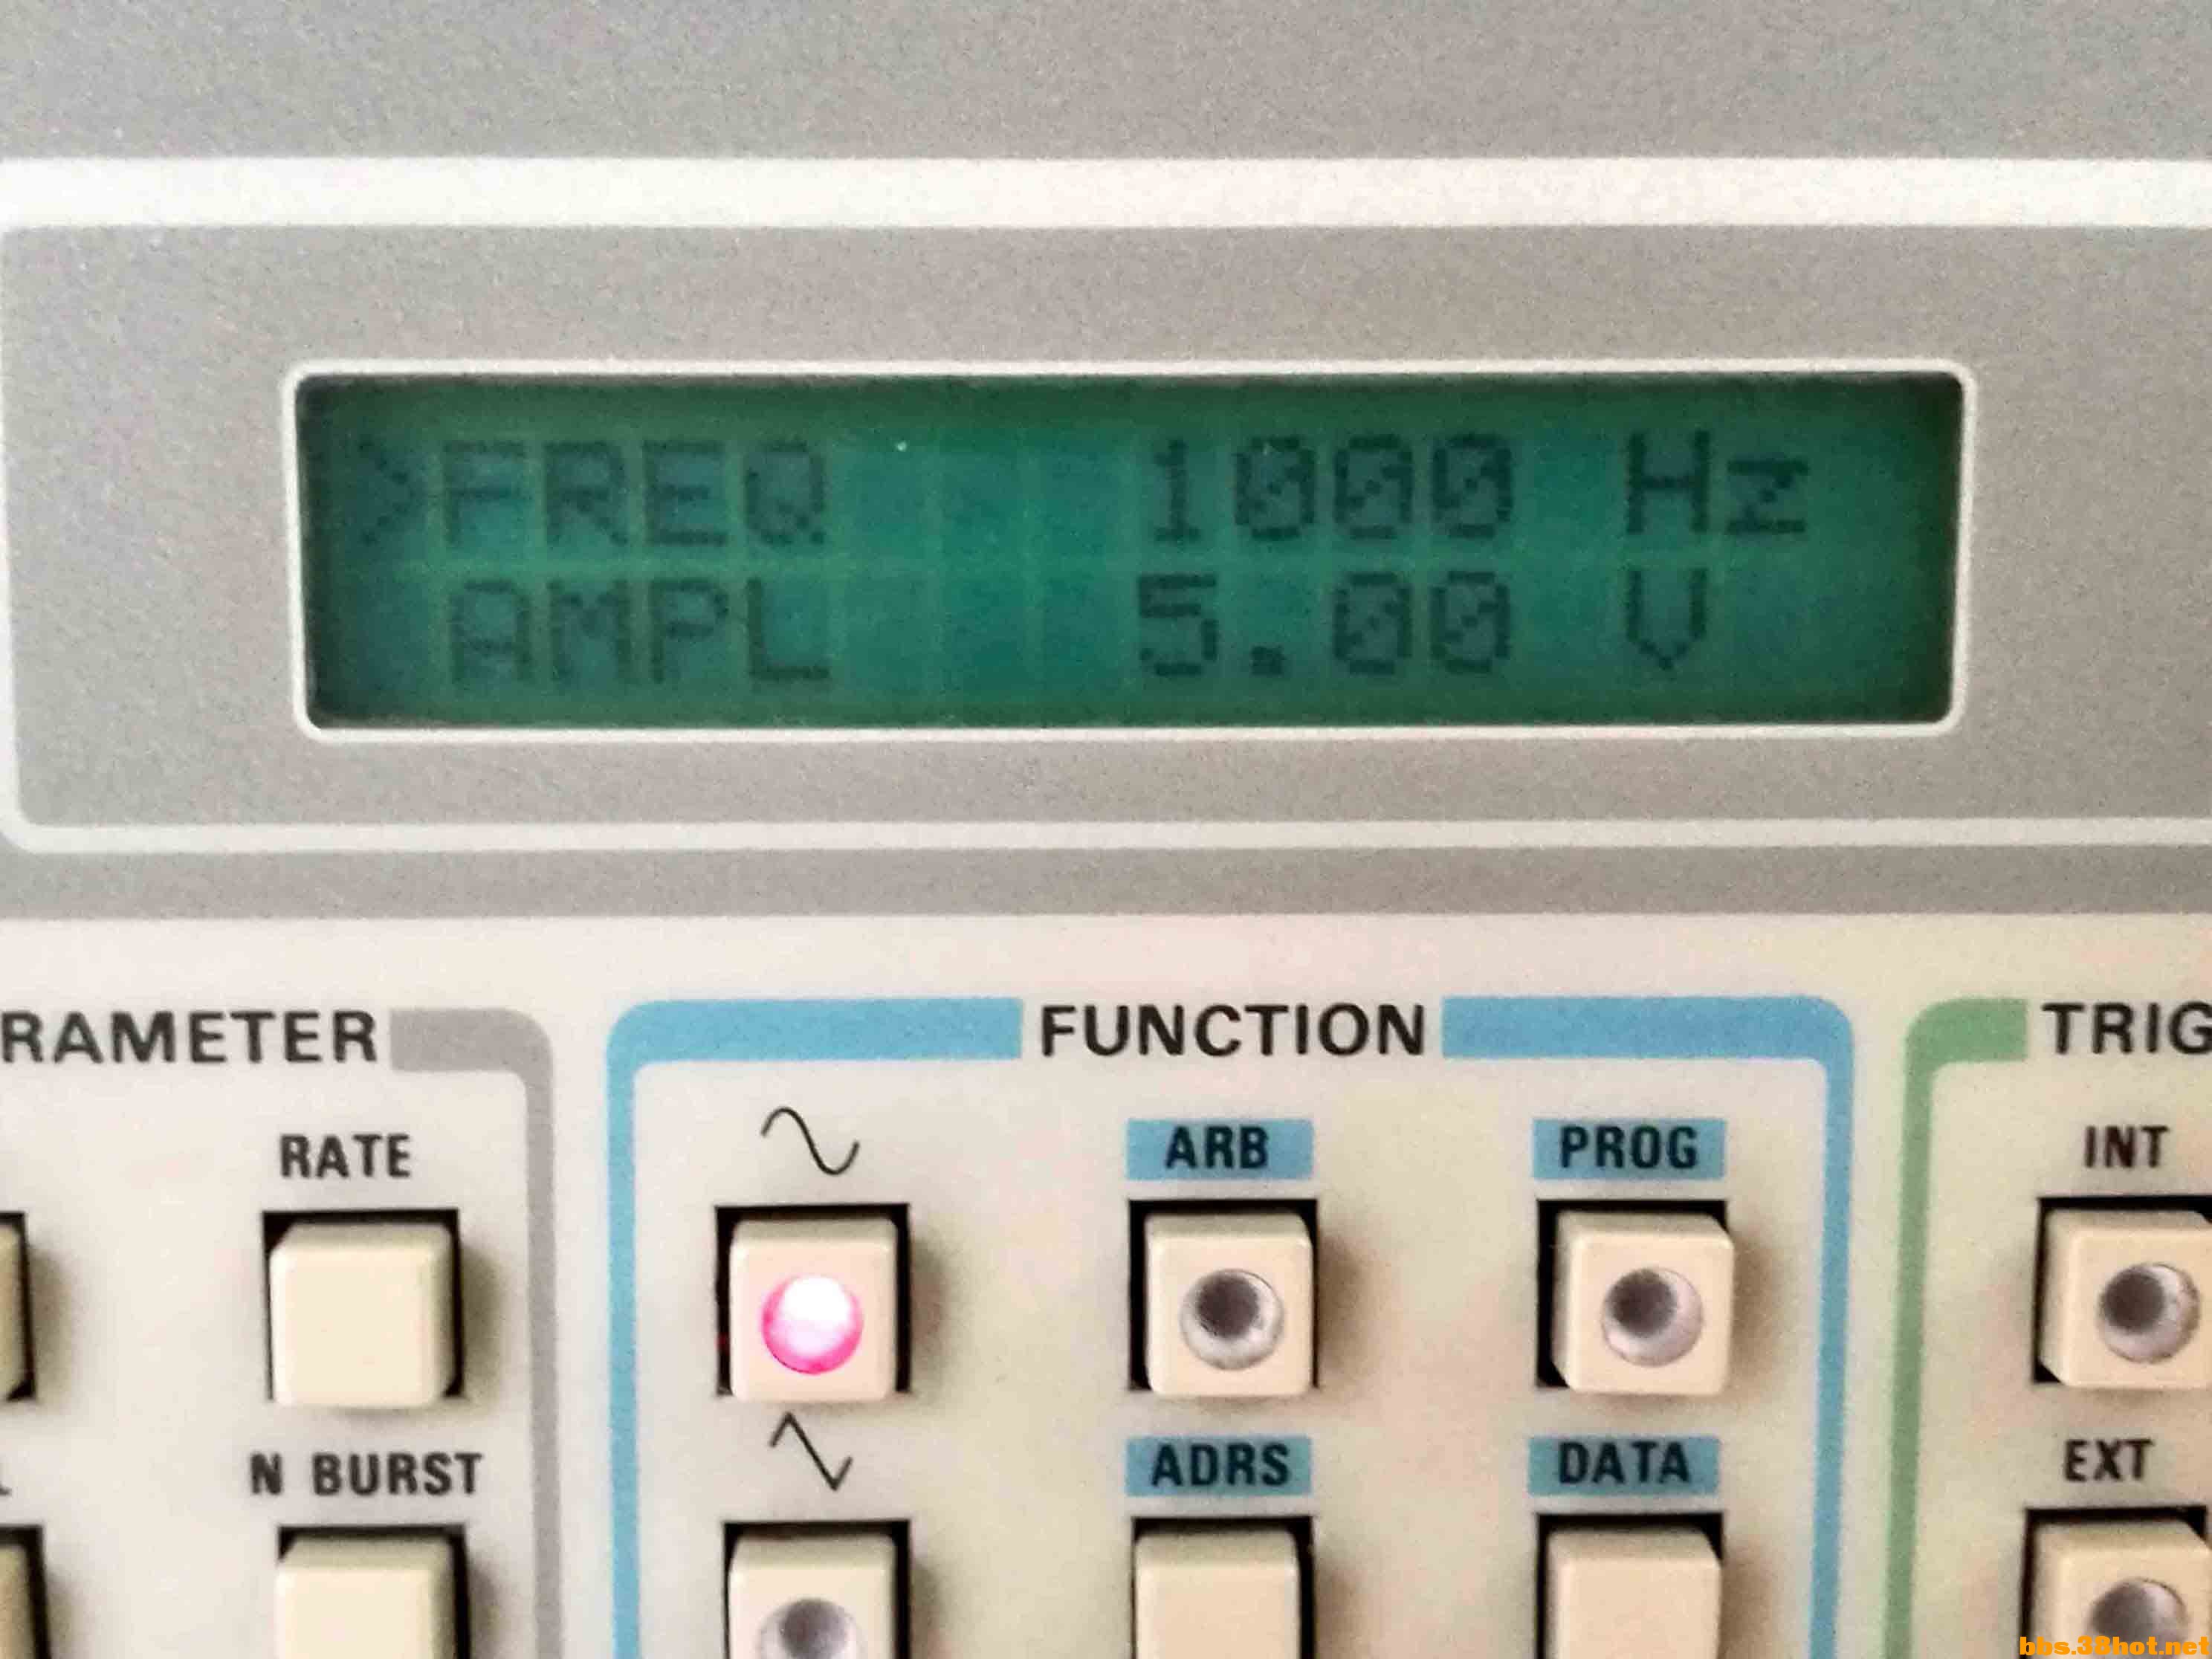 >FREQ 1000 Hz
AMPL 5.00 V
RAMETER
FUNCTION
TRIG
RATE
ARB
PROG
INT
N BURST
ADRS
DATA
EXT
bbs.38hot.net